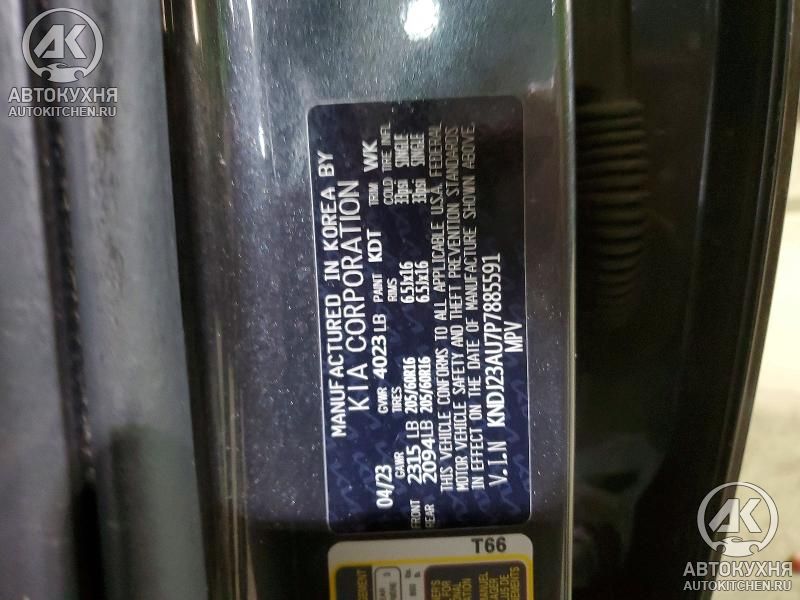 AK
АВТОКУХНЯ
AUTOKITCHEN.RU
MANUFACTURED IN KOREA BY
KIA CORPORATION
04/23 GVWR 4023 LB PAINT KDT TRIM WK
GAWR TIRES RIMS COLD TIRE INFL
FRONT 2315 LB 205/60R16 6.5Jx16 33psi SINGLE
REAR 2094LB 205/60R16 6.5Jx16 33psi SINGLE
THIS VEHICLE CONFORMS TO ALL APPLICABLE U.S.A. FEDERAL
MOTOR VEHICLE SAFETY AND THEFT PREVENTION STANDARDS
IN EFFECT ON THE DATE OF MANUFACTURE SHOWN ABOVE.
V.I.N KNDJ23AU7P7885591
MPV
T66
AK
АВТОКУХНЯ
AUTOKITCHEN.RU